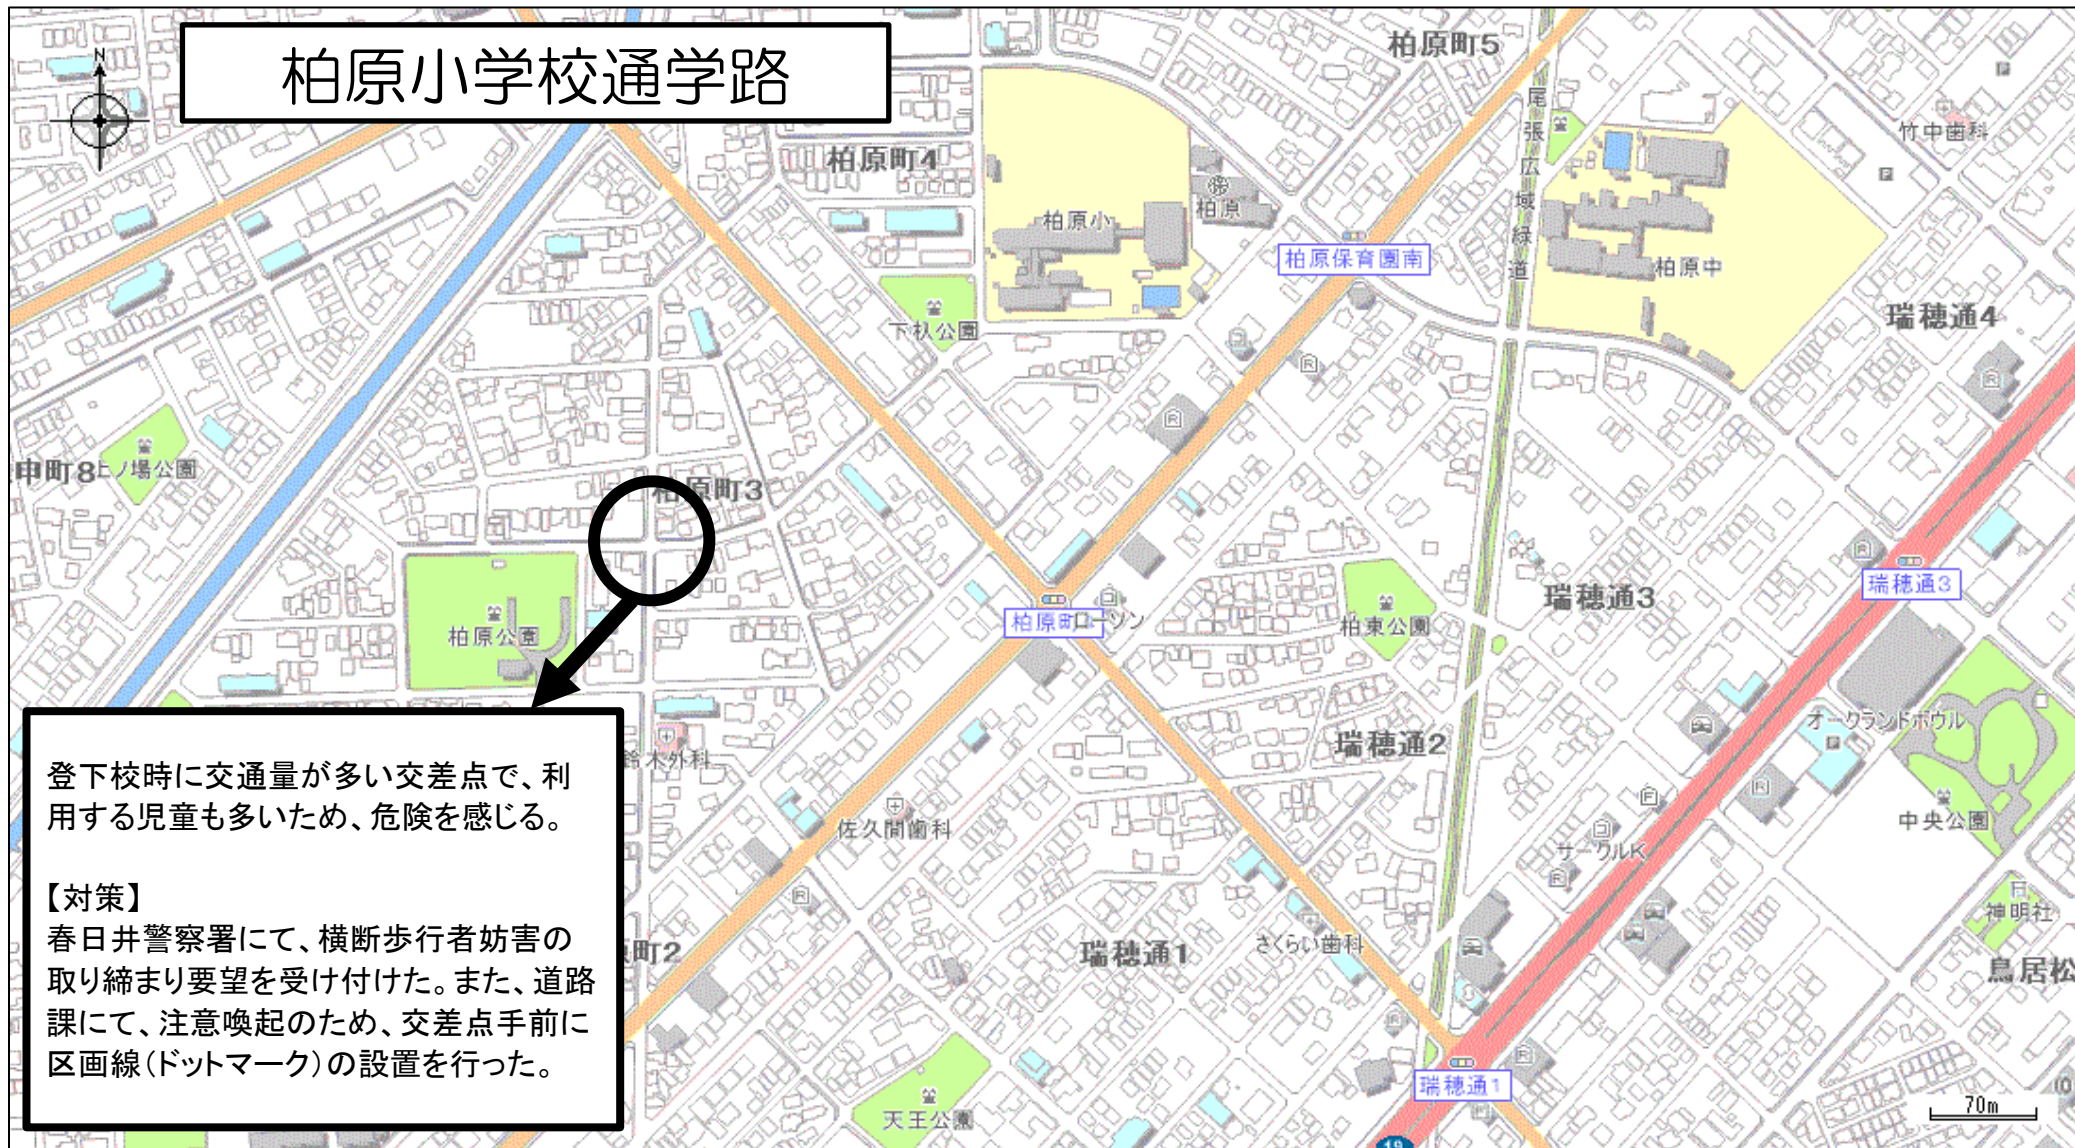 柏原小学校通学路
N
柏原町5
尾張広域緑道
竹中歯科
柏原町4
柏原小
柏原
柏原保育園南
柏原中
瑞穂通4
下杁公園
上ノ場公園
柏原町3
柏原公園
ローソン
柏東公園
瑞穂通3
瑞穂通3
オークランドボウル
瑞穂通2
鈴木外科
佐久間歯科
中央公園
サークルK
神明社
さくらい歯科
瑞穂通1
鳥居松
瑞穂通1
天王公園
19
70m
登下校時に交通量が多い交差点で、利
用する児童も多いため、危険を感じる。
【対策】
春日井警察署にて、横断歩行者妨害の
取り締まり要望を受け付けた。また、道路
課にて、注意喚起のため、交差点手前に
区画線(ドットマーク)の設置を行った。